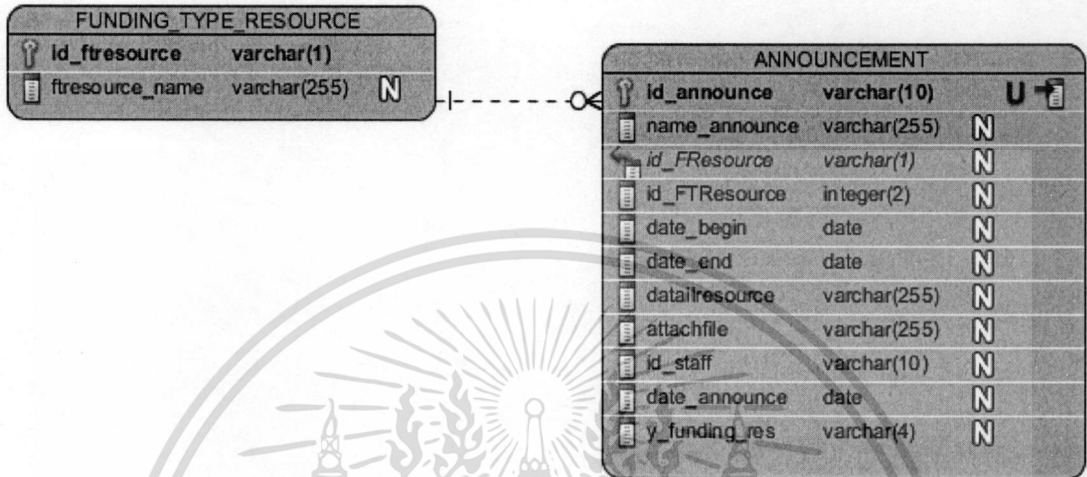 FUNDING_TYPE_RESOURCE
id_ftresource varchar(1)
ftresource_name varchar(255) N
ANNOUNCEMENT
id_announce varchar(10) U
name_announce varchar(255) N
id_FResource varchar(1) N
id_FTResource integer(2) N
date_begin date N
date_end date N
datailresource varchar(255) N
attachfile varchar(255) N
id_staff varchar(10) N
date_announce date N
y_funding_res varchar(4) N